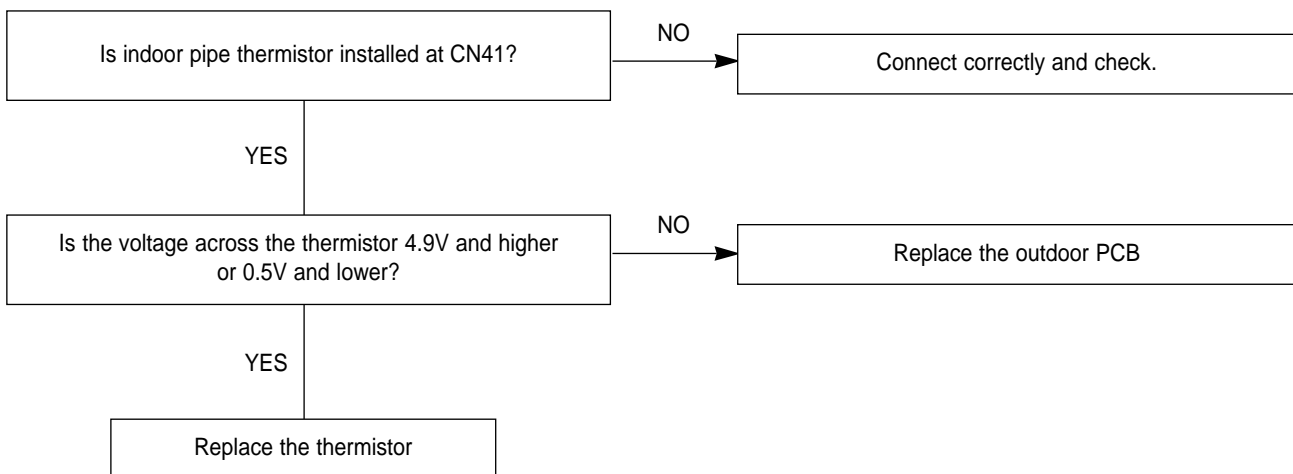 Is indoor pipe thermistor installed at CN41?
NO
Connect correctly and check.
YES
Is the voltage across the thermistor 4.9V and higher
or 0.5V and lower?
NO
Replace the outdoor PCB
YES
Replace the thermistor